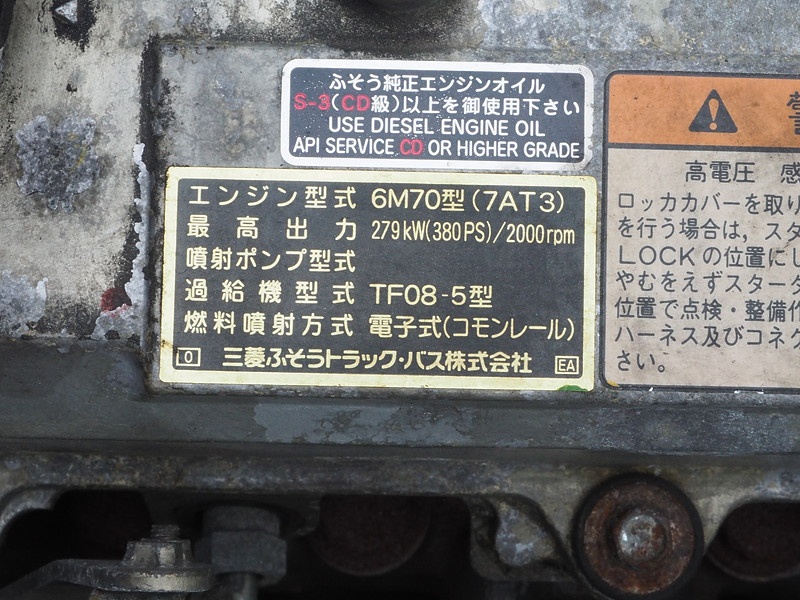 ふそう純正エンジンオイル
S-3(CD級)以上を御使用下さい
USE DIESEL ENGINE OIL
API SERVICE CD OR HIGHER GRADE
エンジン型式 6M70型(7AT3)
最高出力 279kW(380PS)/2000rpm
噴射ポンプ型式
過給機型式 TF08-5型
燃料噴射方式 電子式(コモンレール)
0 三菱ふそうトラック・バス株式会社 EA
高電圧 感
ロッカカバーを取り
を行う場合は，スタ
LOCKの位置にし
やむをえずスタータ
位置で点検・整備作
ハーネス及びコネク
さい。